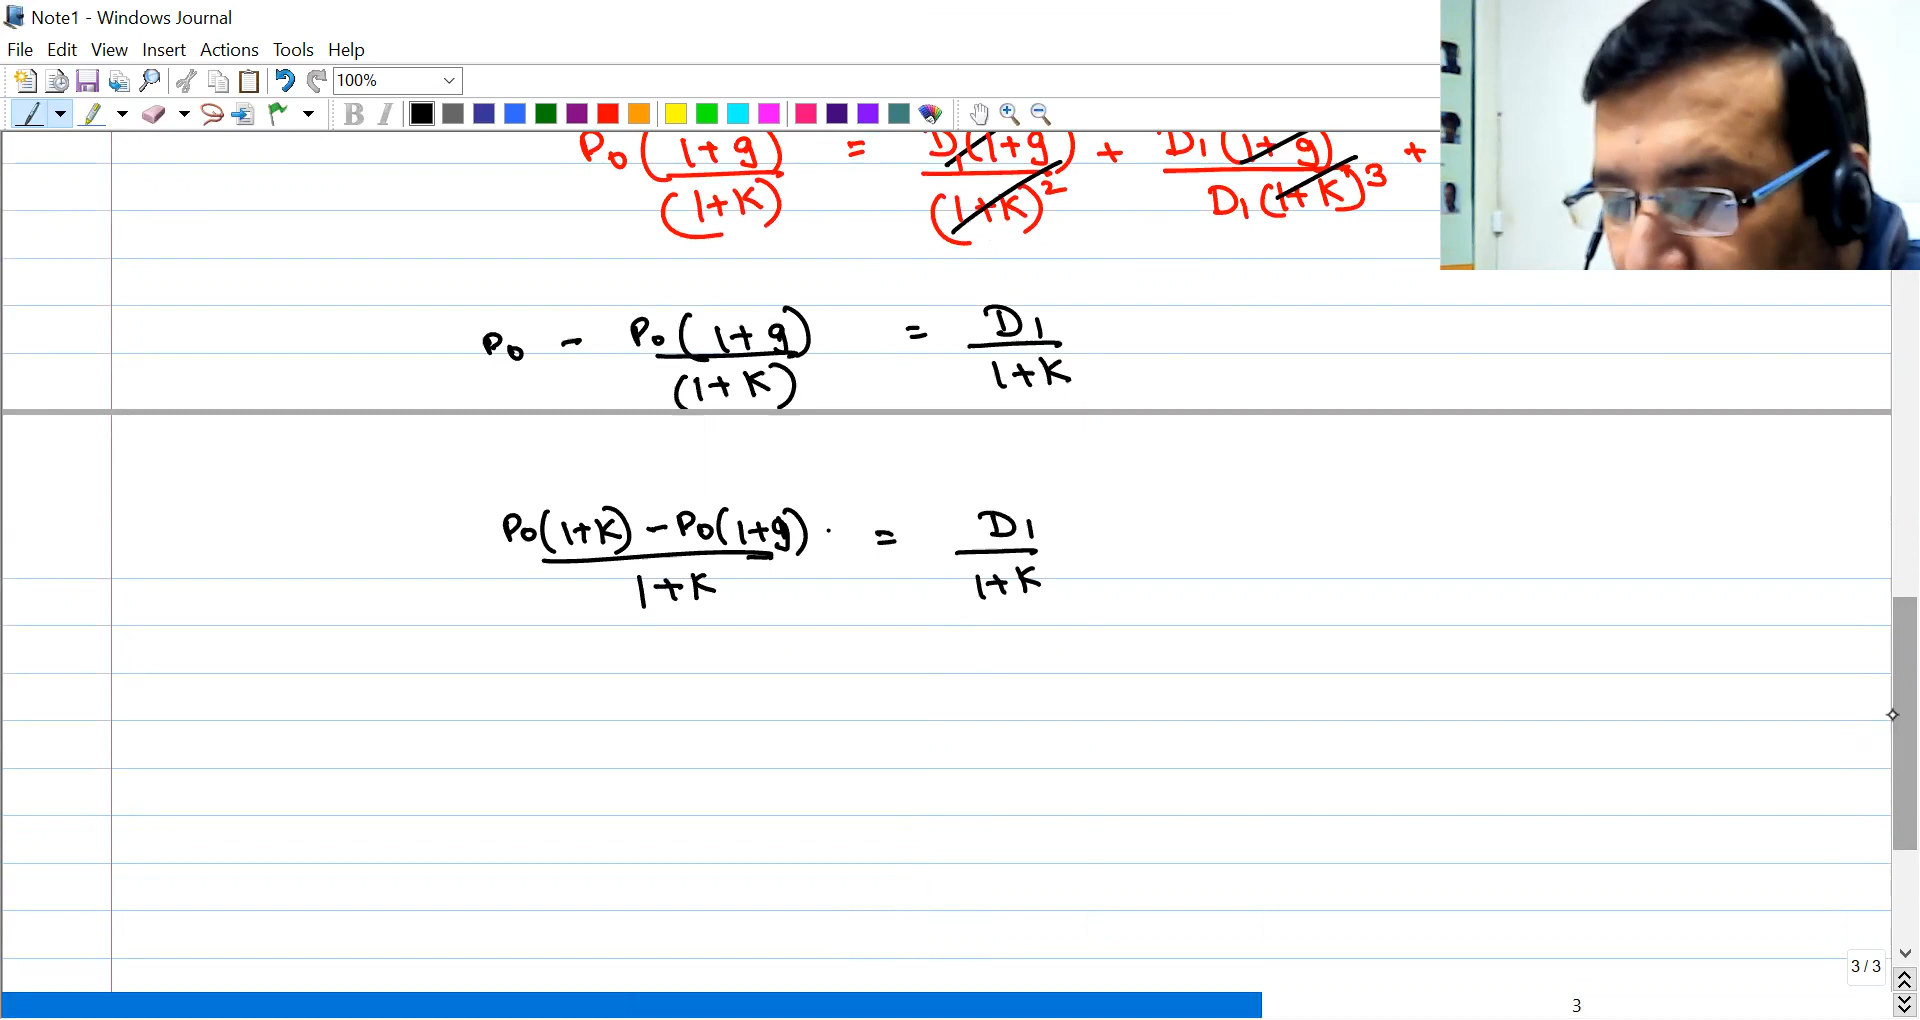 Note1 - Windows Journal
File Edit View Insert Actions Tools Help
100%
B I
P0 (1+g) = D1(1+g) + D1(1+g) +
(1+K) (1+K)² D1(1+K)³
P0 - P0(1+g) = D1
(1+K) 1+K
P0(1+K) - P0(1+g) = D1
1+K 1+K
3 / 3
3